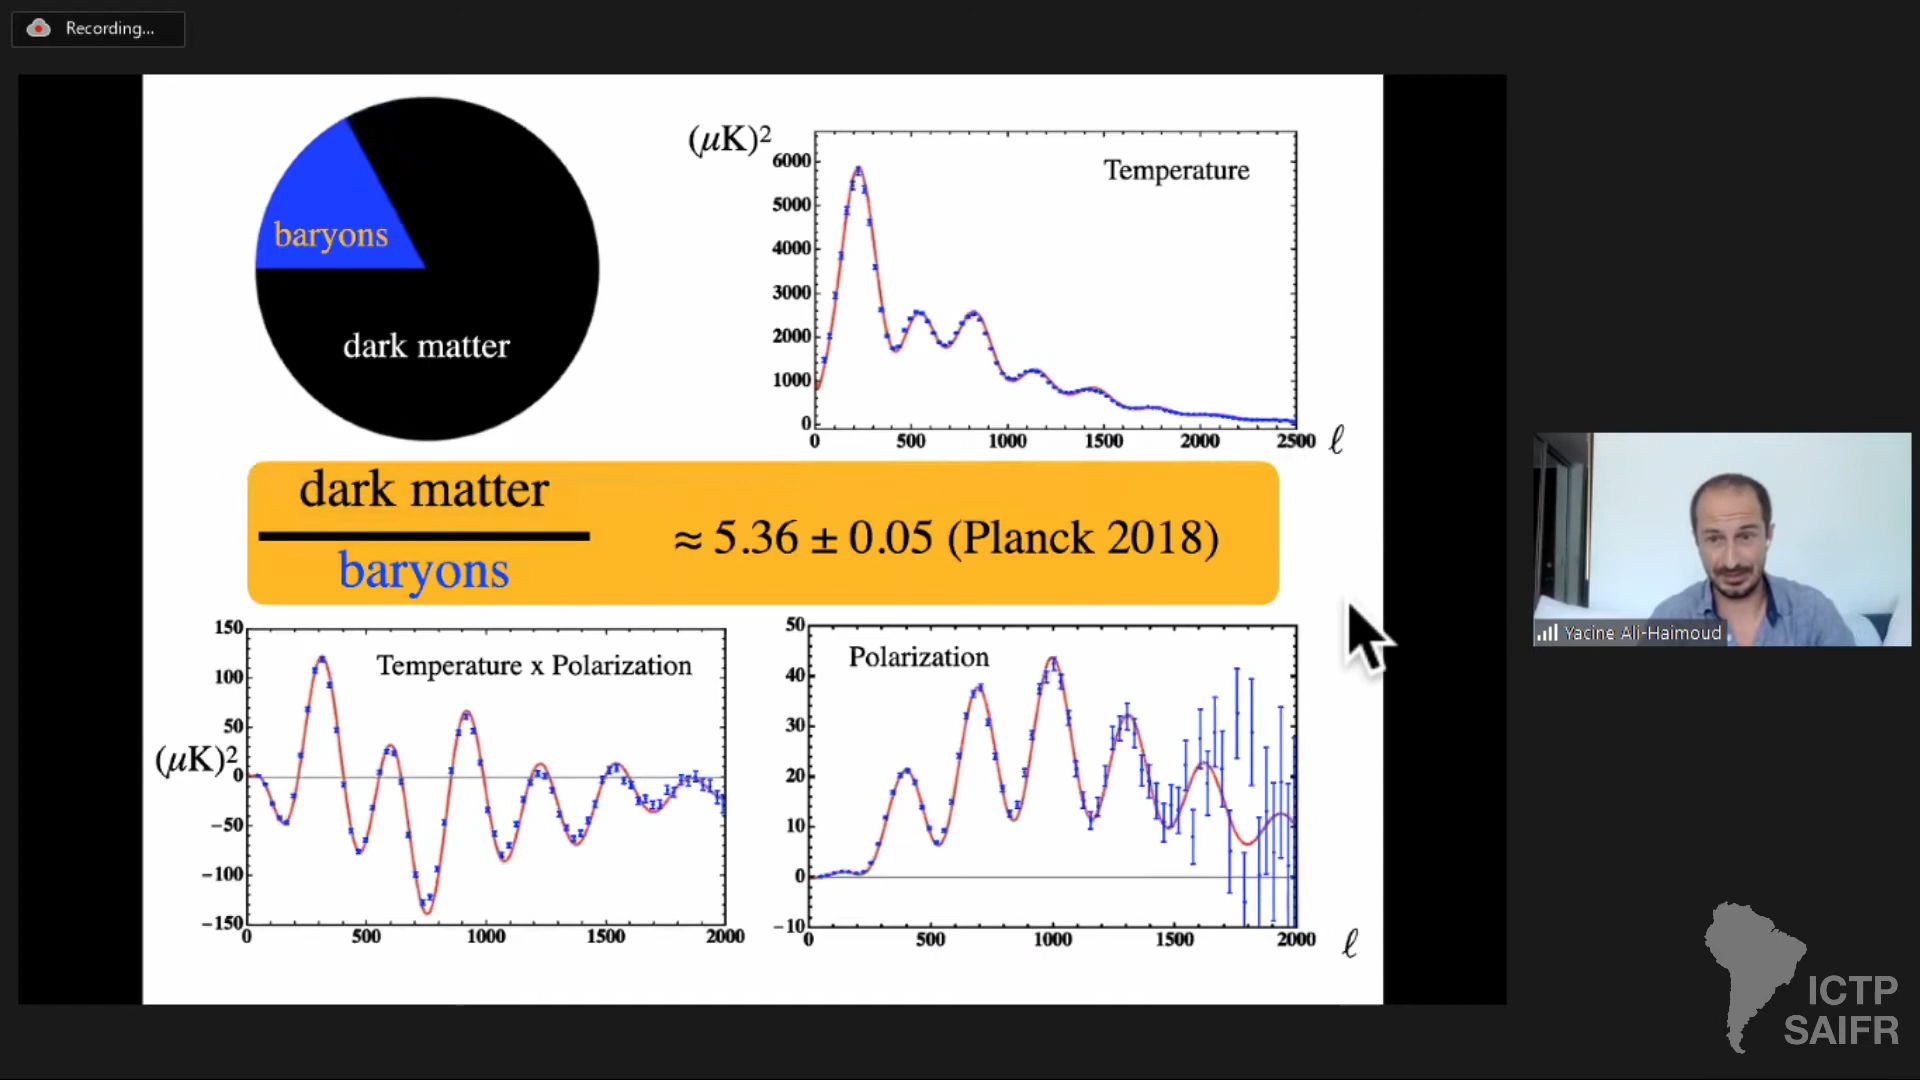 Recording...
baryons
dark matter
(μK)²
Temperature
6000
5000
4000
3000
2000
1000
0
0 500 1000 1500 2000 2500 ℓ
dark matter
baryons
≈ 5.36 ± 0.05 (Planck 2018)
Temperature x Polarization
(μK)²
150
100
50
0
−50
−100
−150
0 500 1000 1500 2000
Polarization
50
40
30
20
10
0
−10
0 500 1000 1500 2000 ℓ
Yacine Ali-Haimoud
ICTP
SAIFR